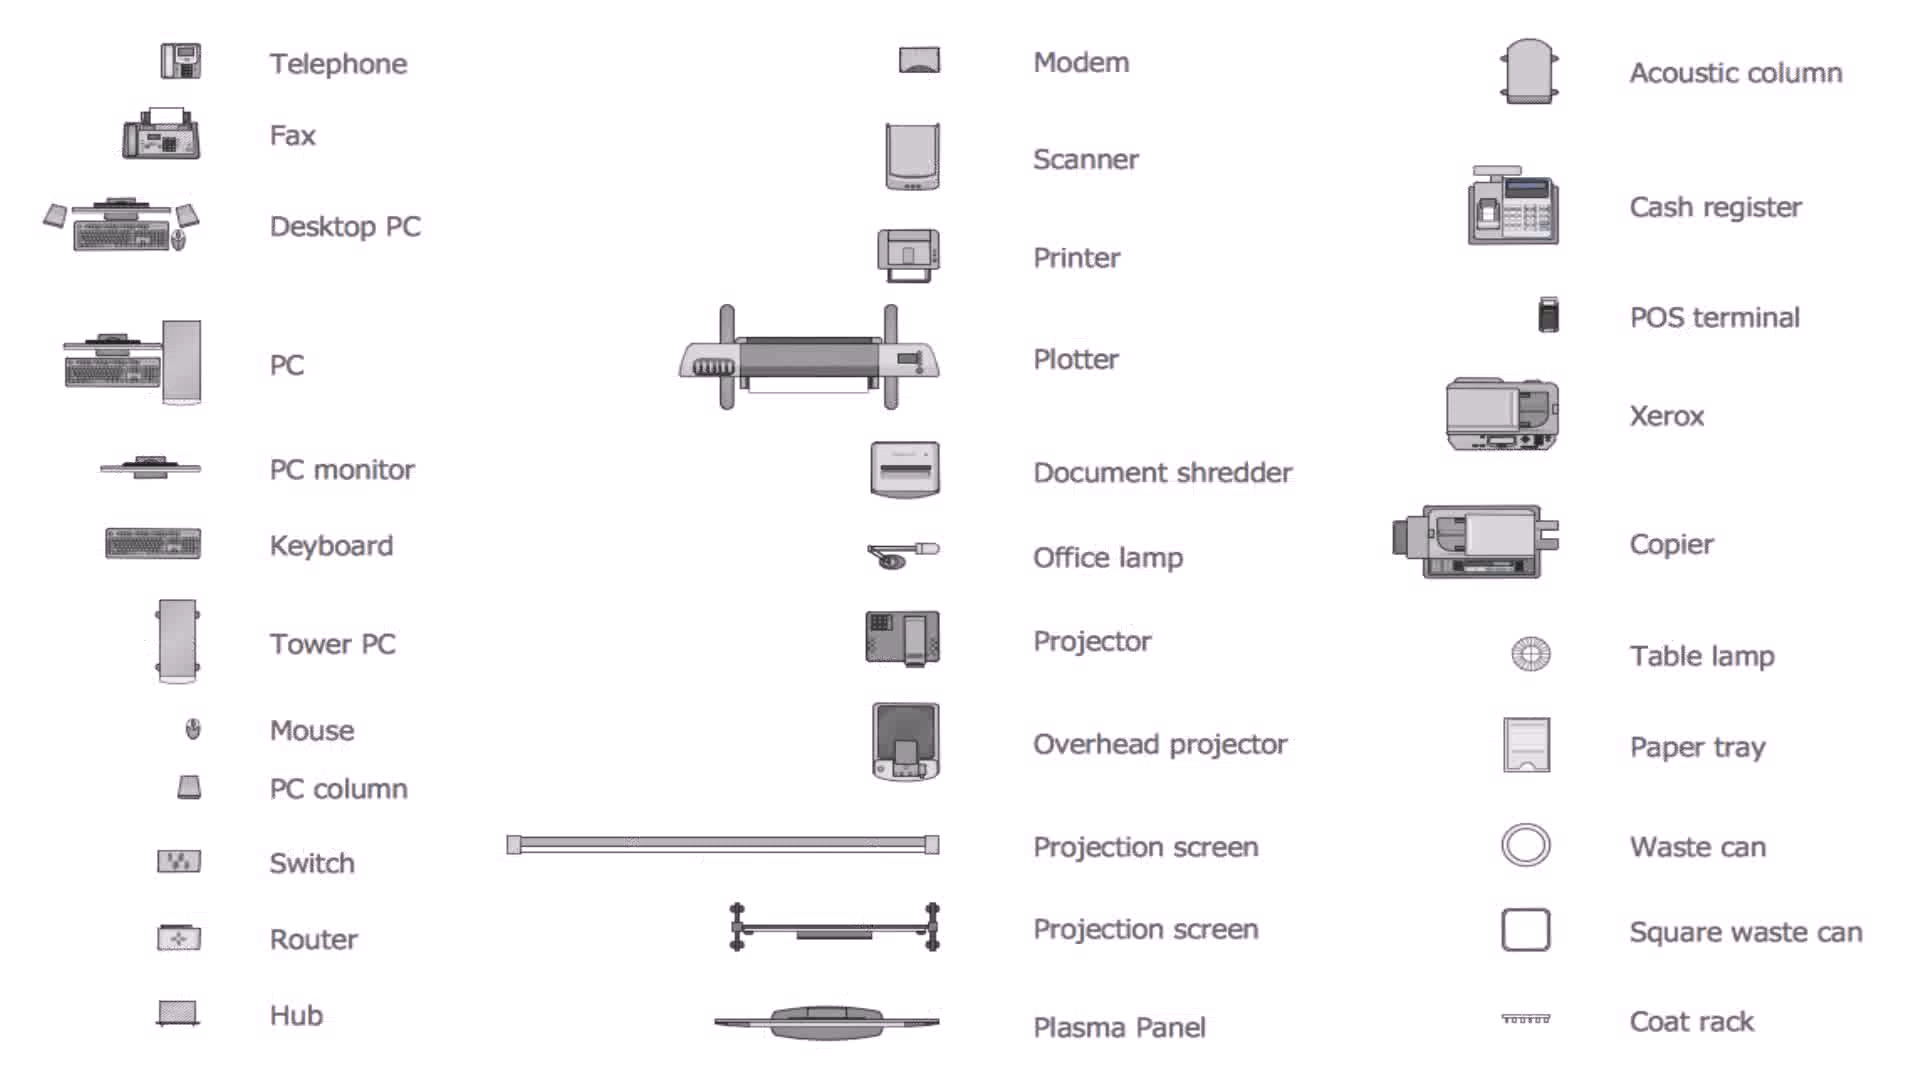 Telephone
Fax
Desktop PC
PC
PC monitor
Keyboard
Tower PC
Mouse
PC column
Switch
Router
Hub
Modem
Scanner
Printer
Plotter
Document shredder
Office lamp
Projector
Overhead projector
Projection screen
Projection screen
Plasma Panel
Acoustic column
Cash register
POS terminal
Xerox
Copier
Table lamp
Paper tray
Waste can
Square waste can
Coat rack